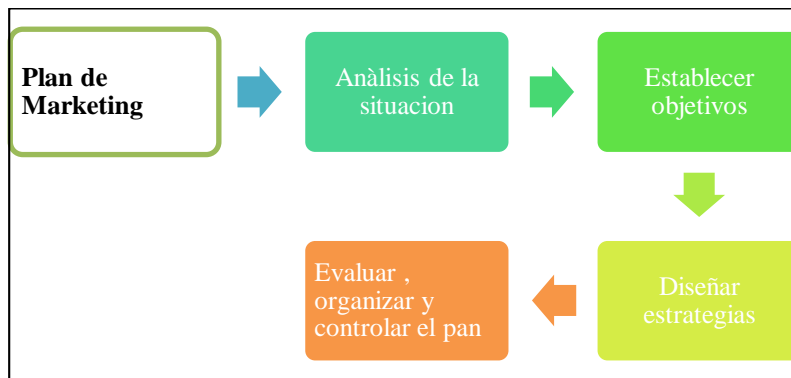 Plan de
Marketing
Anàlisis de la
situacion
Establecer
objetivos
Diseñar
estrategias
Evaluar ,
organizar y
controlar el pan